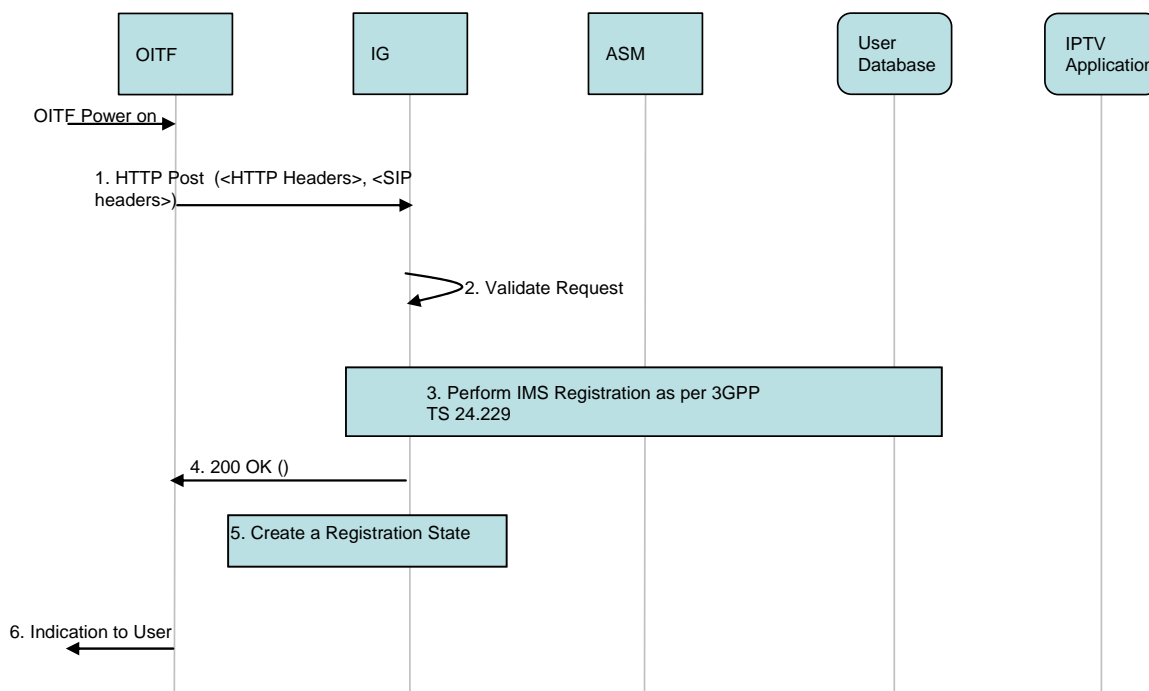 OITF
IG
ASM
User
Database
IPTV
Application
OITF Power on
1. HTTP Post (<HTTP Headers>, <SIP
headers>)
2. Validate Request
3. Perform IMS Registration as per 3GPP
TS 24.229
4. 200 OK ()
5. Create a Registration State
6. Indication to User